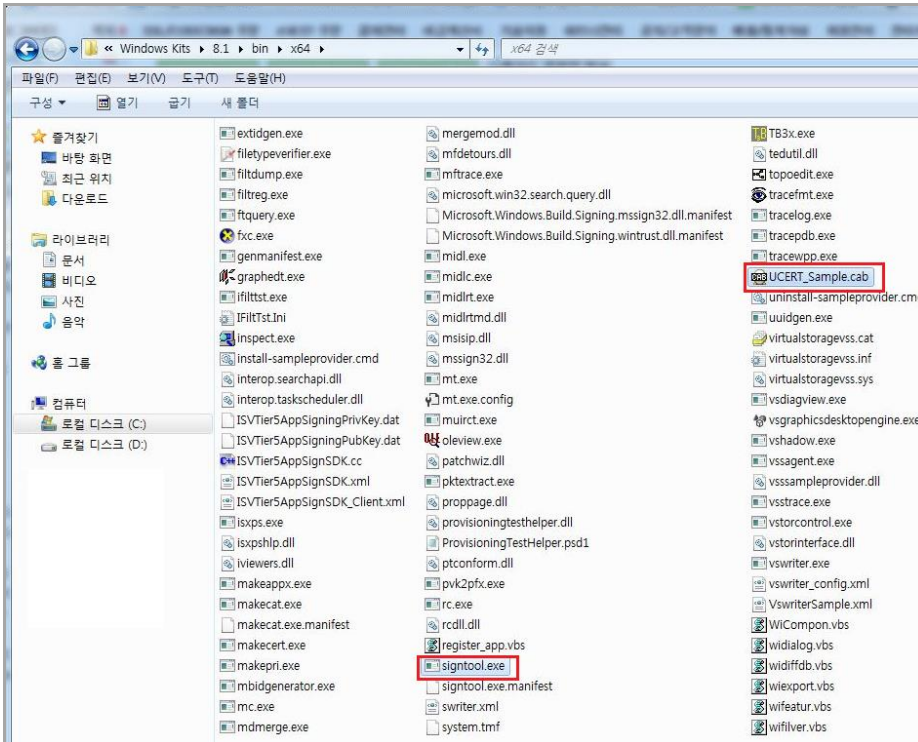 « Windows Kits ▸ 8.1 ▸ bin ▸ x64 ▸
x64 검색
파일(F) 편집(E) 보기(V) 도구(T) 도움말(H)
구성 ▼ 열기 굽기 새 폴더
즐겨찾기
바탕 화면
최근 위치
다운로드
라이브러리
문서
비디오
사진
음악
홈 그룹
컴퓨터
로컬 디스크 (C:)
로컬 디스크 (D:)
extidgen.exe
filetypeverifier.exe
filtdump.exe
filtreg.exe
ftquery.exe
fxc.exe
genmanifest.exe
graphedt.exe
ifilttst.exe
IFiltTst.Ini
inspect.exe
install-sampleprovider.cmd
interop.searchapi.dll
interop.taskscheduler.dll
ISVTier5AppSigningPrivKey.dat
ISVTier5AppSigningPubKey.dat
ISVTier5AppSignSDK.cc
ISVTier5AppSignSDK.xml
ISVTier5AppSignSDK_Client.xml
isxps.exe
isxpshlp.dll
iviewers.dll
makeappx.exe
makecat.exe
makecat.exe.manifest
makecert.exe
makepri.exe
mbidgenerator.exe
mc.exe
mdmerge.exe
mergemod.dll
mfdetours.dll
mftrace.exe
microsoft.win32.search.query.dll
Microsoft.Windows.Build.Signing.mssign32.dll.manifest
Microsoft.Windows.Build.Signing.wintrust.dll.manifest
midl.exe
midlc.exe
midlrt.exe
midlrtmd.dll
msisip.dll
mssign32.dll
mt.exe
mt.exe.config
muirct.exe
oleview.exe
patchwiz.dll
pktextract.exe
proppage.dll
provisioningtesthelper.dll
ProvisioningTestHelper.psd1
ptconform.dll
pvk2pfx.exe
rc.exe
rcdll.dll
register_app.vbs
signtool.exe
signtool.exe.manifest
swriter.xml
system.tmf
TB3x.exe
tedutil.dll
topoedit.exe
tracefmt.exe
tracelog.exe
tracepdb.exe
tracewpp.exe
UCERT_Sample.cab
uninstall-sampleprovider.cm
uuidgen.exe
virtualstoragevss.cat
virtualstoragevss.inf
virtualstoragevss.sys
vsdiagview.exe
vsgraphicsdesktopengine.exe
vshadow.exe
vssagent.exe
vsssampleprovider.dll
vsstrace.exe
vstorcontrol.exe
vstorinterface.dll
vswriter.exe
vswriter_config.xml
VswriterSample.xml
WiCompon.vbs
widialog.vbs
widiffdb.vbs
wiexport.vbs
wifeatur.vbs
wifilver.vbs